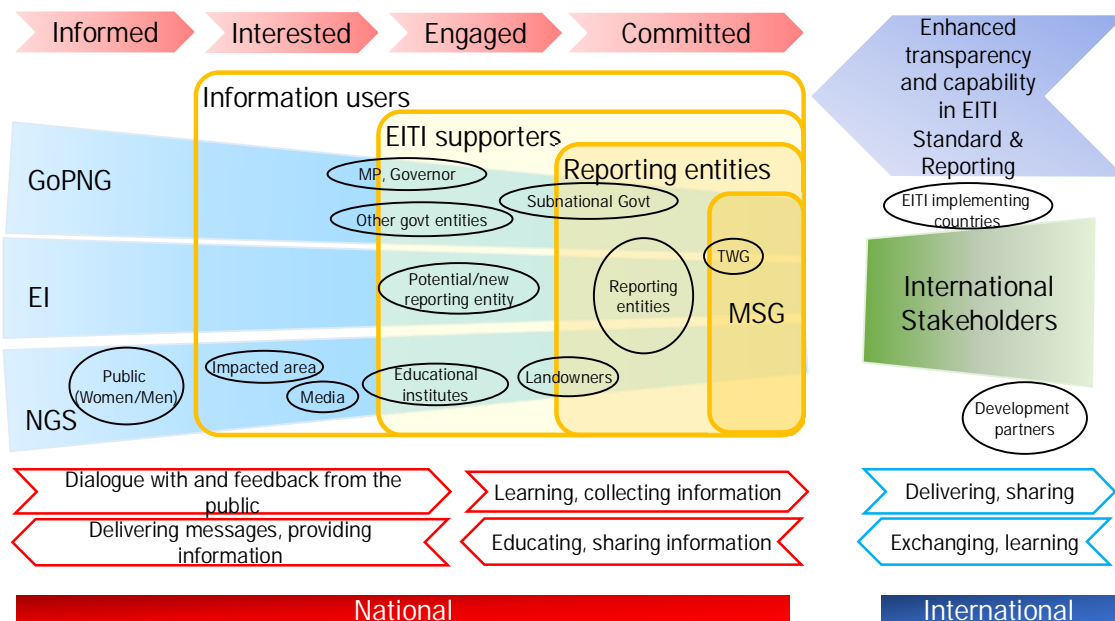 Informed
Interested
Engaged
Committed
Enhanced
transparency
and capability
in EITI
Standard &
Reporting
Information users
EITI supporters
Reporting entities
GoPNG
MP, Governor
Subnational Govt
Other govt entities
EITI implementing
countries
TWG
EI
Potential/new
reporting entity
Reporting
entities
MSG
International
Stakeholders
NGS
Public
(Women/Men)
Impacted area
Media
Educational
institutes
Landowners
Development
partners
Dialogue with and feedback from the
public
Learning, collecting information
Delivering, sharing
Delivering messages, providing
information
Educating, sharing information
Exchanging, learning
National
International